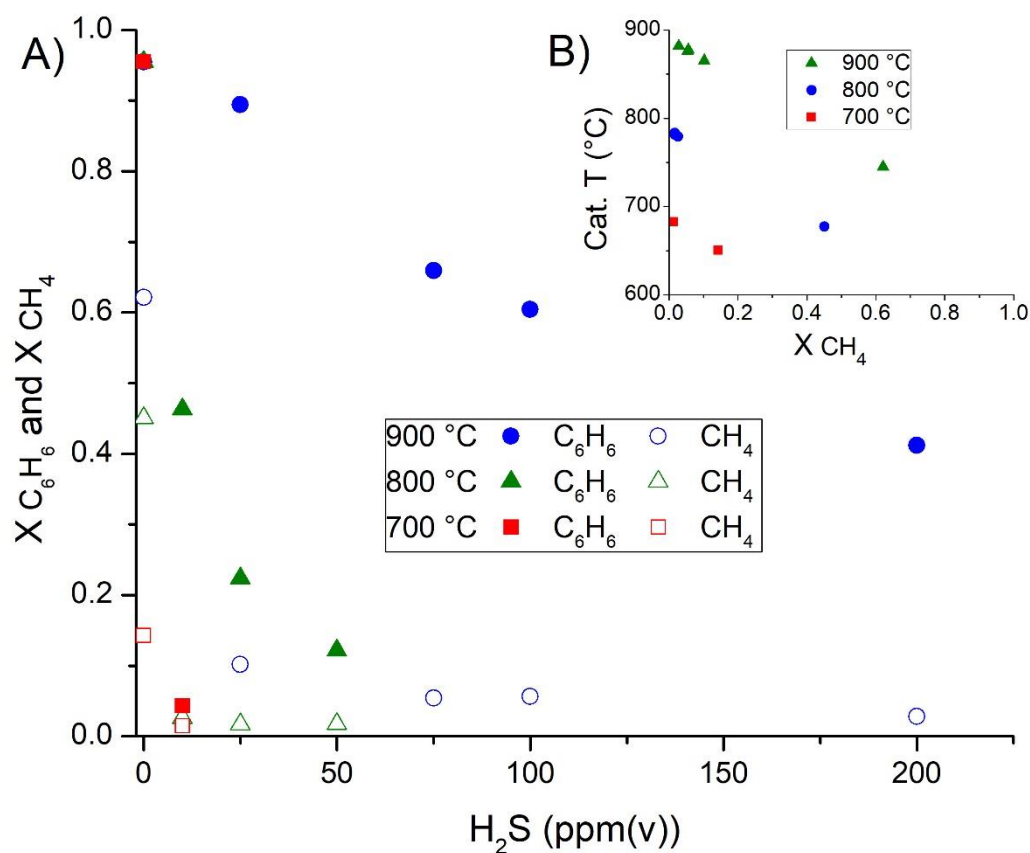 A)
1.0
0.8
0.6
0.4
0.2
0.0
X C₆H₆ and X CH₄
0
50
100
150
200
H₂S (ppm(v))
900 °C C₆H₆ CH₄
800 °C C₆H₆ CH₄
700 °C C₆H₆ CH₄
B)
900
800
700
600
Cat. T (°C)
0.0
0.2
0.4
0.6
0.8
1.0
X CH₄
900 °C
800 °C
700 °C